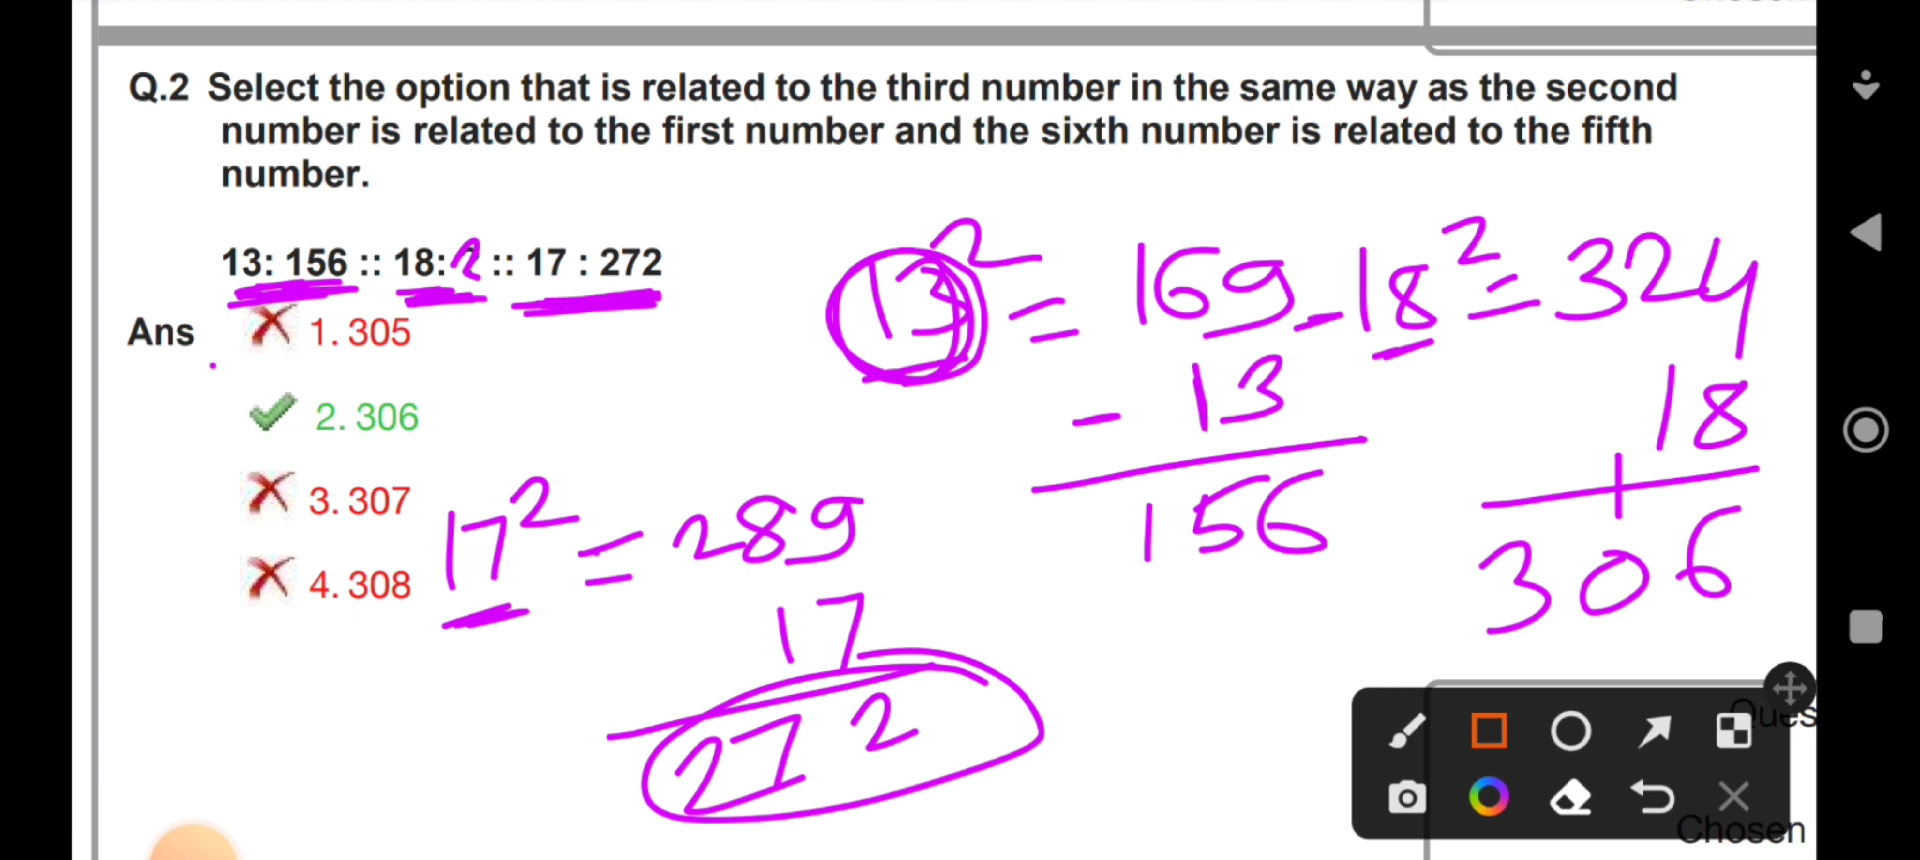 Q.2 Select the option that is related to the third number in the same way as the second
number is related to the first number and the sixth number is related to the fifth
number.
13: 156 :: 18: ? :: 17 : 272
Ans
1. 305
2. 306
3. 307
4. 308
13² = 169 - 18² = 324
- 13
156
18
306
17² = 289
17
272
Ques
Chosen